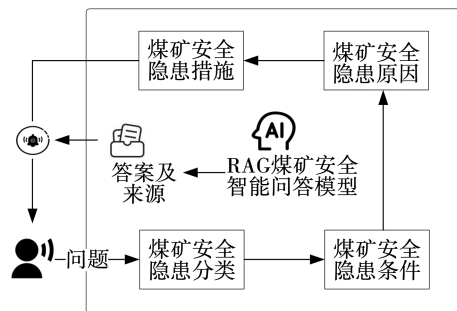 煤矿安全
隐患措施
煤矿安全
隐患原因
AI
答案及
来源
RAG煤矿安全
智能问答模型
问题
煤矿安全
隐患分类
煤矿安全
隐患条件